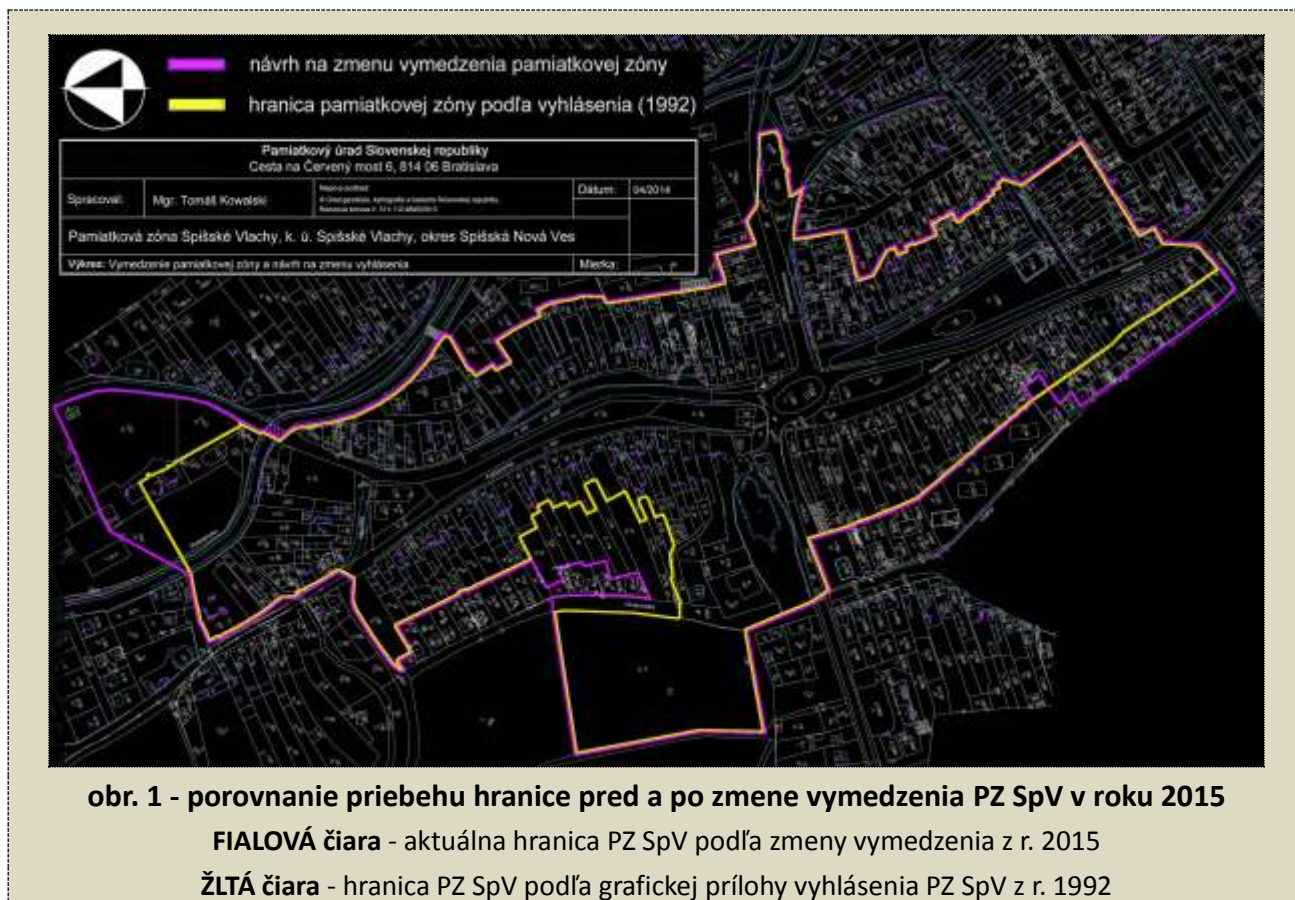 návrh na zmenu vymedzenia pamiatkovej zóny
hranica pamiatkovej zóny podľa vyhlásenia (1992)
Pamiatkový úrad Slovenskej republiky
Cesta na Červený most 6, 814 06 Bratislava
Spracoval: Mgr. Tomáš Kowalski Dátum: 04/2014
Pamiatková zóna Spišské Vlachy, k. ú. Spišské Vlachy, okres Spišská Nová Ves
Výkres: Vymedzenie pamiatkovej zóny a návrh na zmenu vyhlásenia Mierka:
obr. 1 - porovnanie priebehu hranice pred a po zmene vymedzenia PZ SpV v roku 2015
FIALOVÁ čiara - aktuálna hranica PZ SpV podľa zmeny vymedzenia z r. 2015
ŽLTÁ čiara - hranica PZ SpV podľa grafickej prílohy vyhlásenia PZ SpV z r. 1992